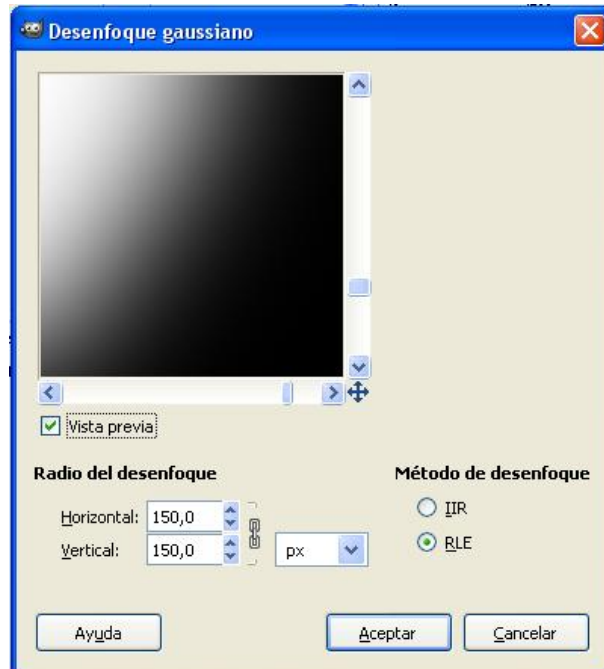 Desenfoque gaussiano
Vista previa
Radio del desenfoque
Método de desenfoque
Horizontal: 150,0
IIR
Vertical: 150,0
px
RLE
Ayuda
Aceptar
Cancelar